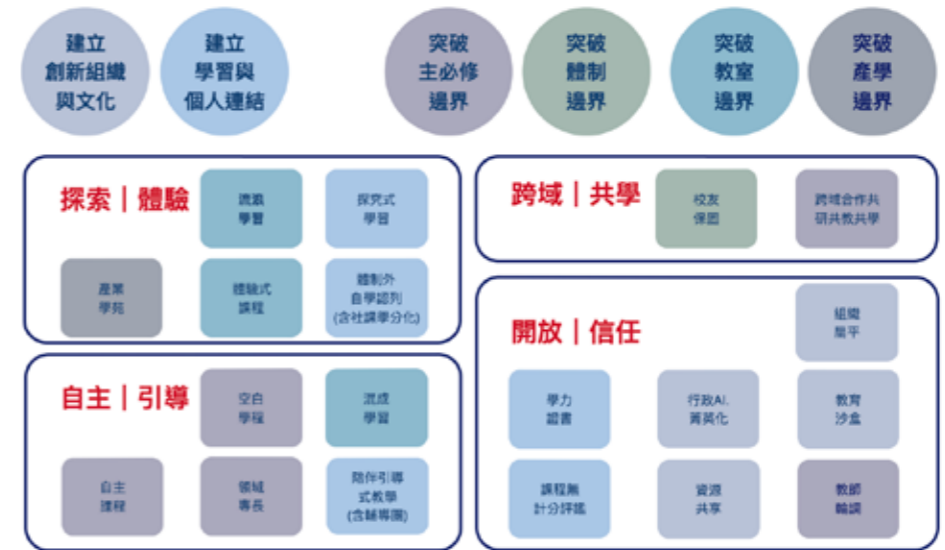 建立
創新組織
與文化
建立
學習與
個人連結
突破
主必修
邊界
突破
體制
邊界
突破
教室
邊界
突破
產學
邊界
探索｜體驗
流浪
學習
探究式
學習
產業
學苑
體驗式
課程
體制外
自學認列
(含社課學分化)
跨域｜共學
校友
保固
跨域合作共
研共教共學
自主｜引導
空白
學程
混成
學習
自主
課程
領域
專長
陪伴引導
式教學
(含輔導團)
開放｜信任
組織
扁平
學力
證書
行政AI.
菁英化
教育
沙盒
課程無
計分評鑑
資源
共享
教師
輪調